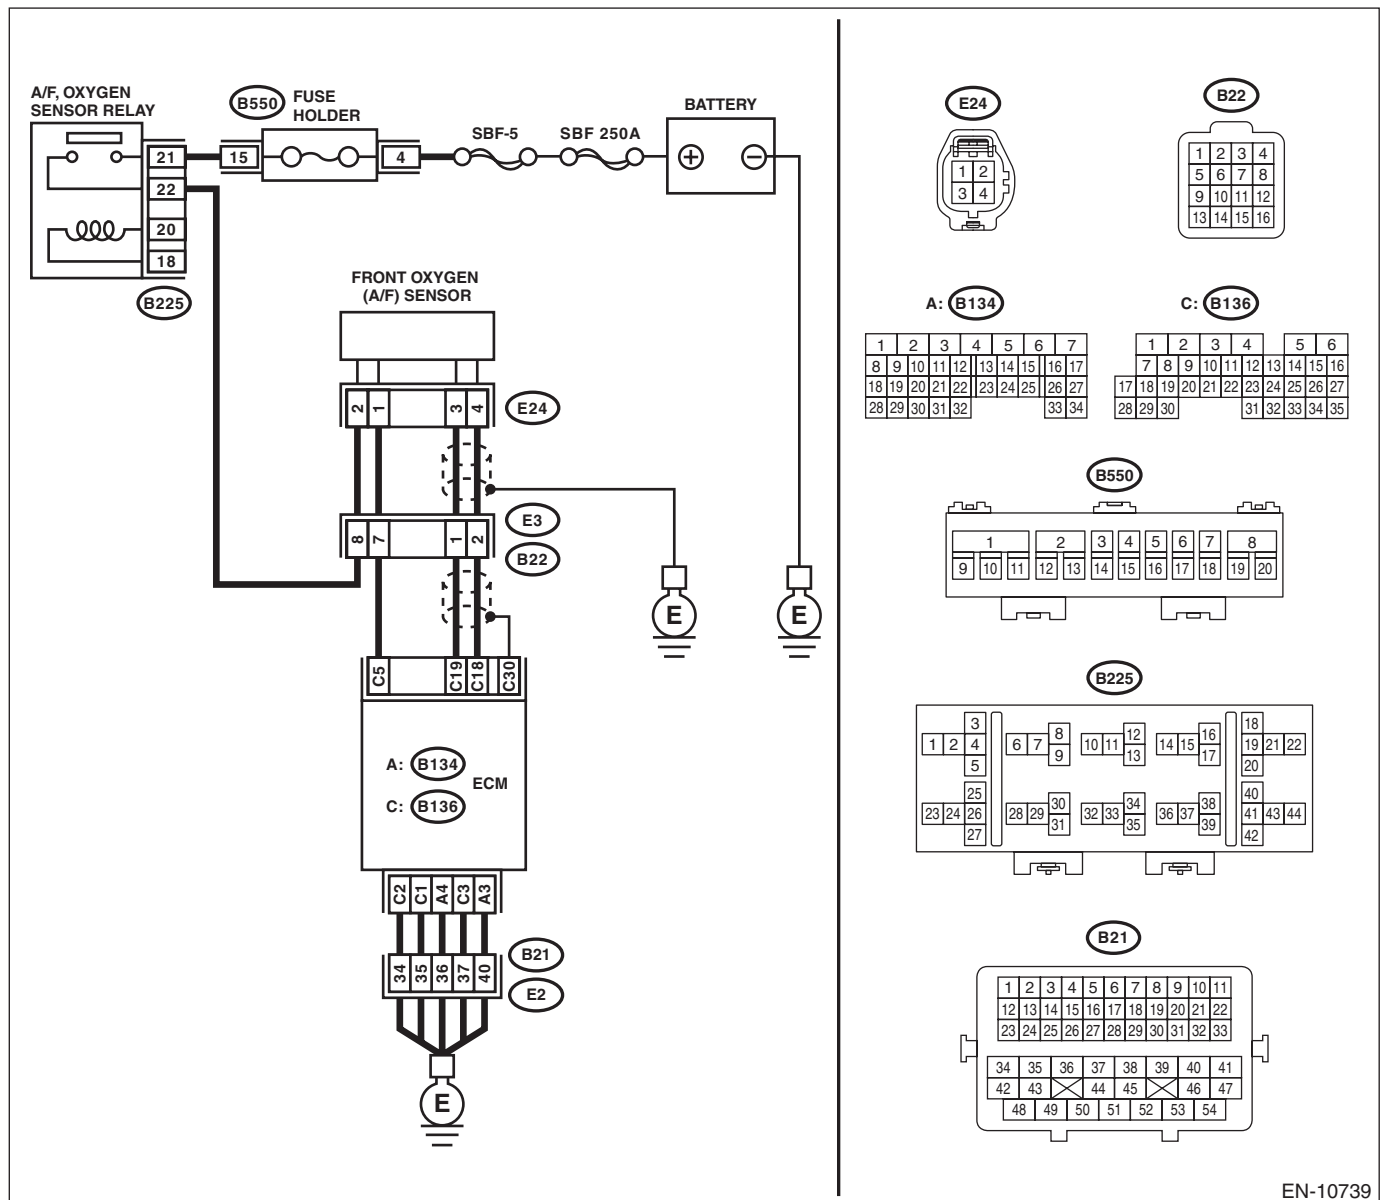 A/F, OXYGEN
SENSOR RELAY
B550
FUSE
HOLDER
SBF-5
SBF 250A
BATTERY
21
15
4
+
−
22
20
18
B225
FRONT OXYGEN
(A/F) SENSOR
2 1 3 4
E24
E3
8 7 1 2
B22
E
E
C5 C19 C18 C30
A: B134
ECM
C: B136
C2 C1 A4 C3 A3
B21
34 35 36 37 40
E2
E
E24
1 2
3 4
B22
1 2 3 4
5 6 7 8
9 10 11 12
13 14 15 16
A: B134
1 2 3 4 5 6 7
8 9 10 11 12 13 14 15 16 17
18 19 20 21 22 23 24 25 26 27
28 29 30 31 32 33 34
C: B136
1 2 3 4 5 6
7 8 9 10 11 12 13 14 15 16
17 18 19 20 21 22 23 24 25 26 27
28 29 30 31 32 33 34 35
B550
1 2 3 4 5 6 7 8
9 10 11 12 13 14 15 16 17 18 19 20
B225
3 8 12 16 18
1 2 4 6 7 10 11 14 15 19 21 22
5 9 13 17 20
25 30 34 38 40
23 24 26 28 29 32 33 36 37 41 43 44
27 31 35 39 42
B21
1 2 3 4 5 6 7 8 9 10 11
12 13 14 15 16 17 18 19 20 21 22
23 24 25 26 27 28 29 30 31 32 33
34 35 36 37 38 39 40 41
42 43 44 45 46 47
48 49 50 51 52 53 54
EN-10739